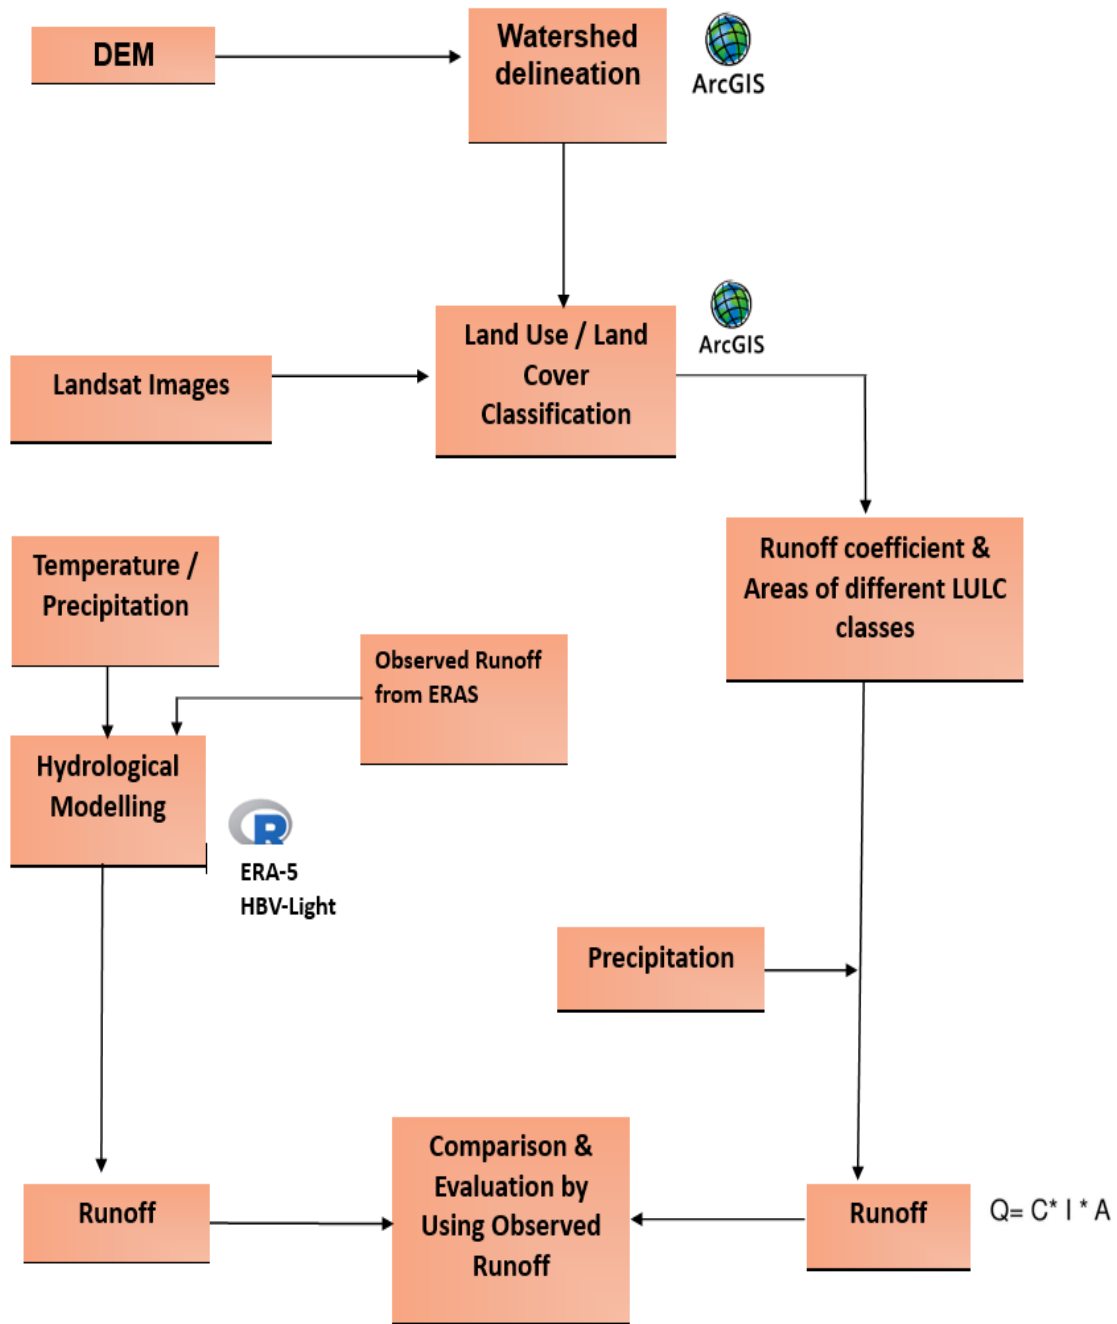 DEM
Watershed
delineation
ArcGIS
Land Use / Land
Cover
Classification
ArcGIS
Landsat Images
Runoff coefficient &
Areas of different LULC
classes
Temperature /
Precipitation
Observed Runoff
from ERAS
Hydrological
Modelling
R
ERA-5
HBV-Light
Precipitation
Comparison &
Evaluation by
Using Observed
Runoff
Runoff
Runoff
Q= C* I * A